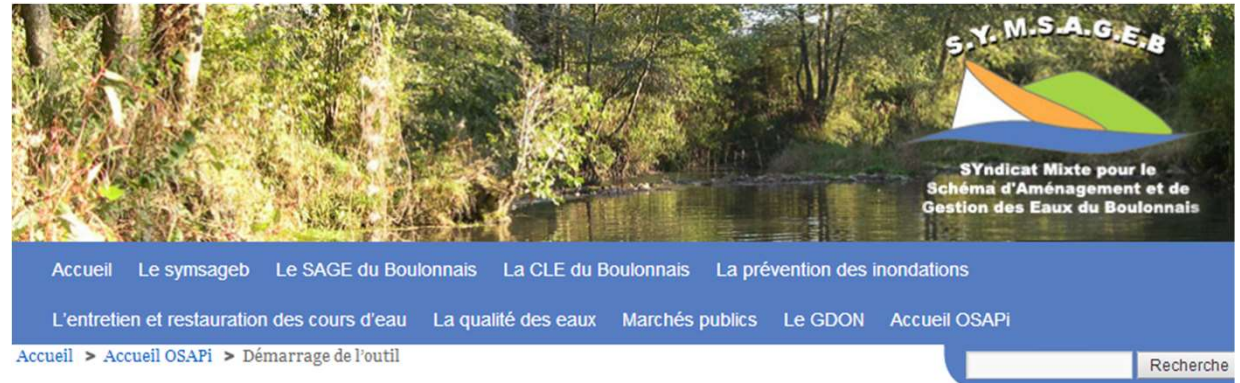 S.Y.M.S.A.G.E.B
SYndicat Mixte pour le
Schéma d'Aménagement et de
Gestion des Eaux du Boulonnais
Accueil Le symsageb Le SAGE du Boulonnais La CLE du Boulonnais La prévention des inondations
L'entretien et restauration des cours d'eau La qualité des eaux Marchés publics Le GDON Accueil OSAPi
Accueil > Accueil OSAPi > Démarrage de l'outil
Recherche